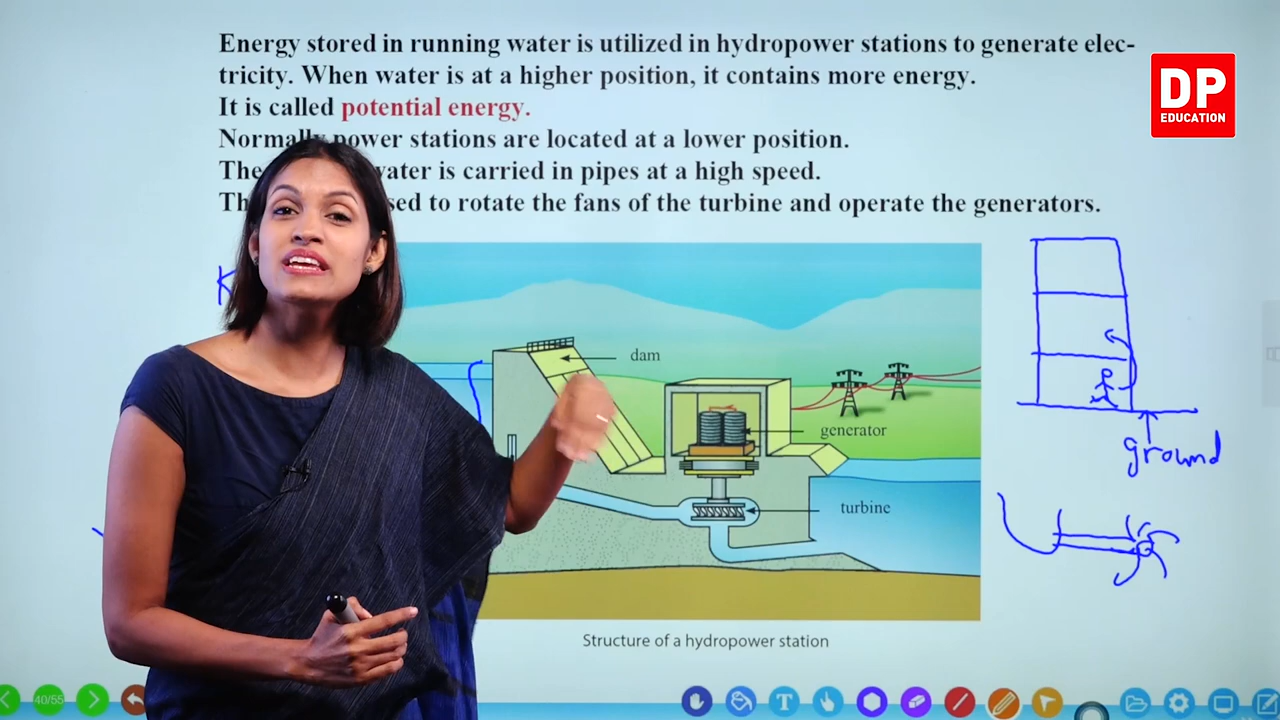 Energy stored in running water is utilized in hydropower stations to generate elec-
tricity. When water is at a higher position, it contains more energy.
It is called potential energy.
Normally power stations are located at a lower position.
The water is carried in pipes at a high speed.
to rotate the fans of the turbine and operate the generators.
DP
EDUCATION
K
dam
generator
turbine
ground
Structure of a hydropower station
40/55
T